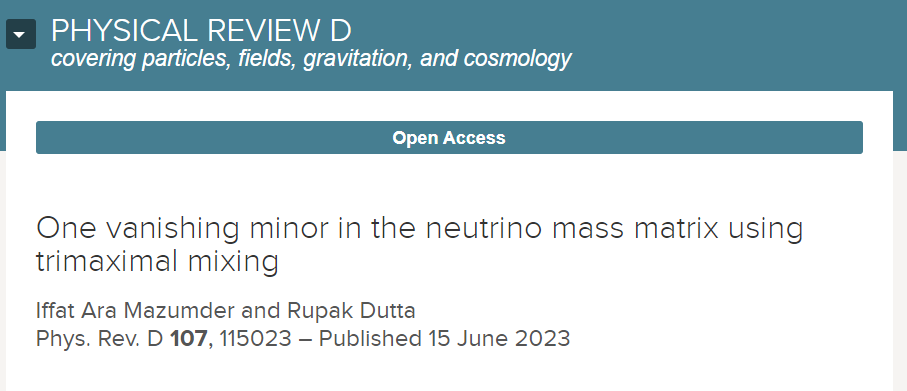 PHYSICAL REVIEW D
covering particles, fields, gravitation, and cosmology
Open Access
One vanishing minor in the neutrino mass matrix using
trimaximal mixing
Iffat Ara Mazumder and Rupak Dutta
Phys. Rev. D 107, 115023 – Published 15 June 2023